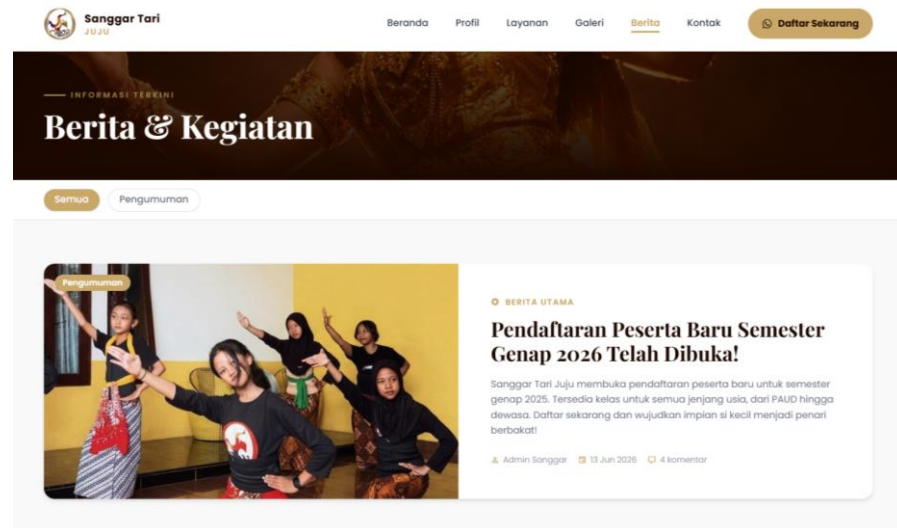 Sanggar Tari
JUJU
Beranda
Profil
Layanan
Galeri
Berita
Kontak
Daftar Sekarang
INFORMASI TERKINI
Berita & Kegiatan
Semua
Pengumuman
Pengumuman
BERITA UTAMA
Pendaftaran Peserta Baru Semester
Genap 2026 Telah Dibuka!
Sanggar Tari Juju membuka pendaftaran peserta baru untuk semester
genap 2025. Tersedia kelas untuk semua jenjang usia, dari PAUD hingga
dewasa. Daftar sekarang dan wujudkan impian si kecil menjadi penari
berbakat!
Admin Sanggar
13 Jun 2026
4 komentar